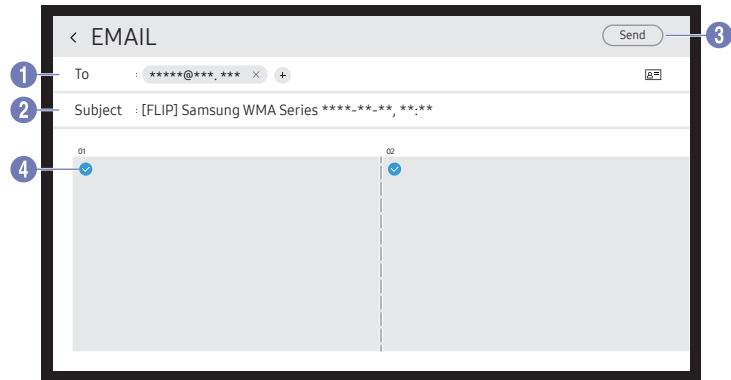 < EMAIL
Send
3
1
To : *****@***.*** × +
2
Subject : [FLIP] Samsung WMA Series ****-**-**, **:**
01
02
4